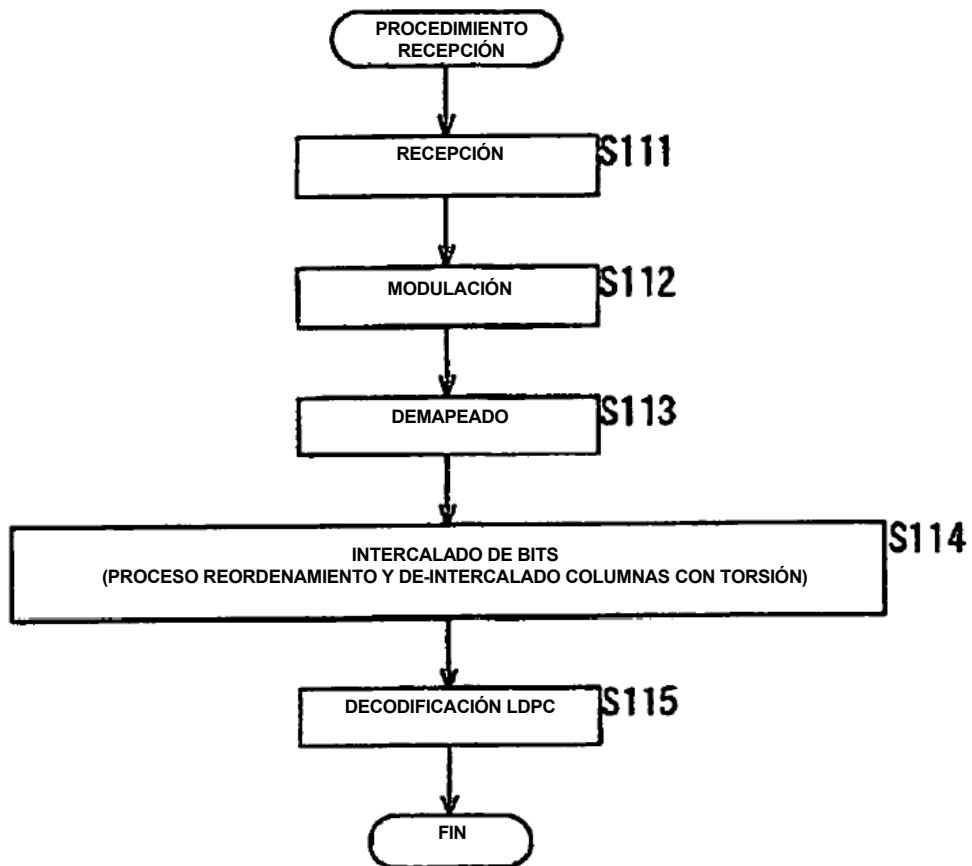 PROCEDIMIENTO
RECEPCIÓN
RECEPCIÓN
S111
MODULACIÓN
S112
DEMAPEADO
S113
INTERCALADO DE BITS
(PROCESO REORDENAMIENTO Y DE-INTERCALADO COLUMNAS CON TORSIÓN)
S114
DECODIFICACIÓN LDPC
S115
FIN